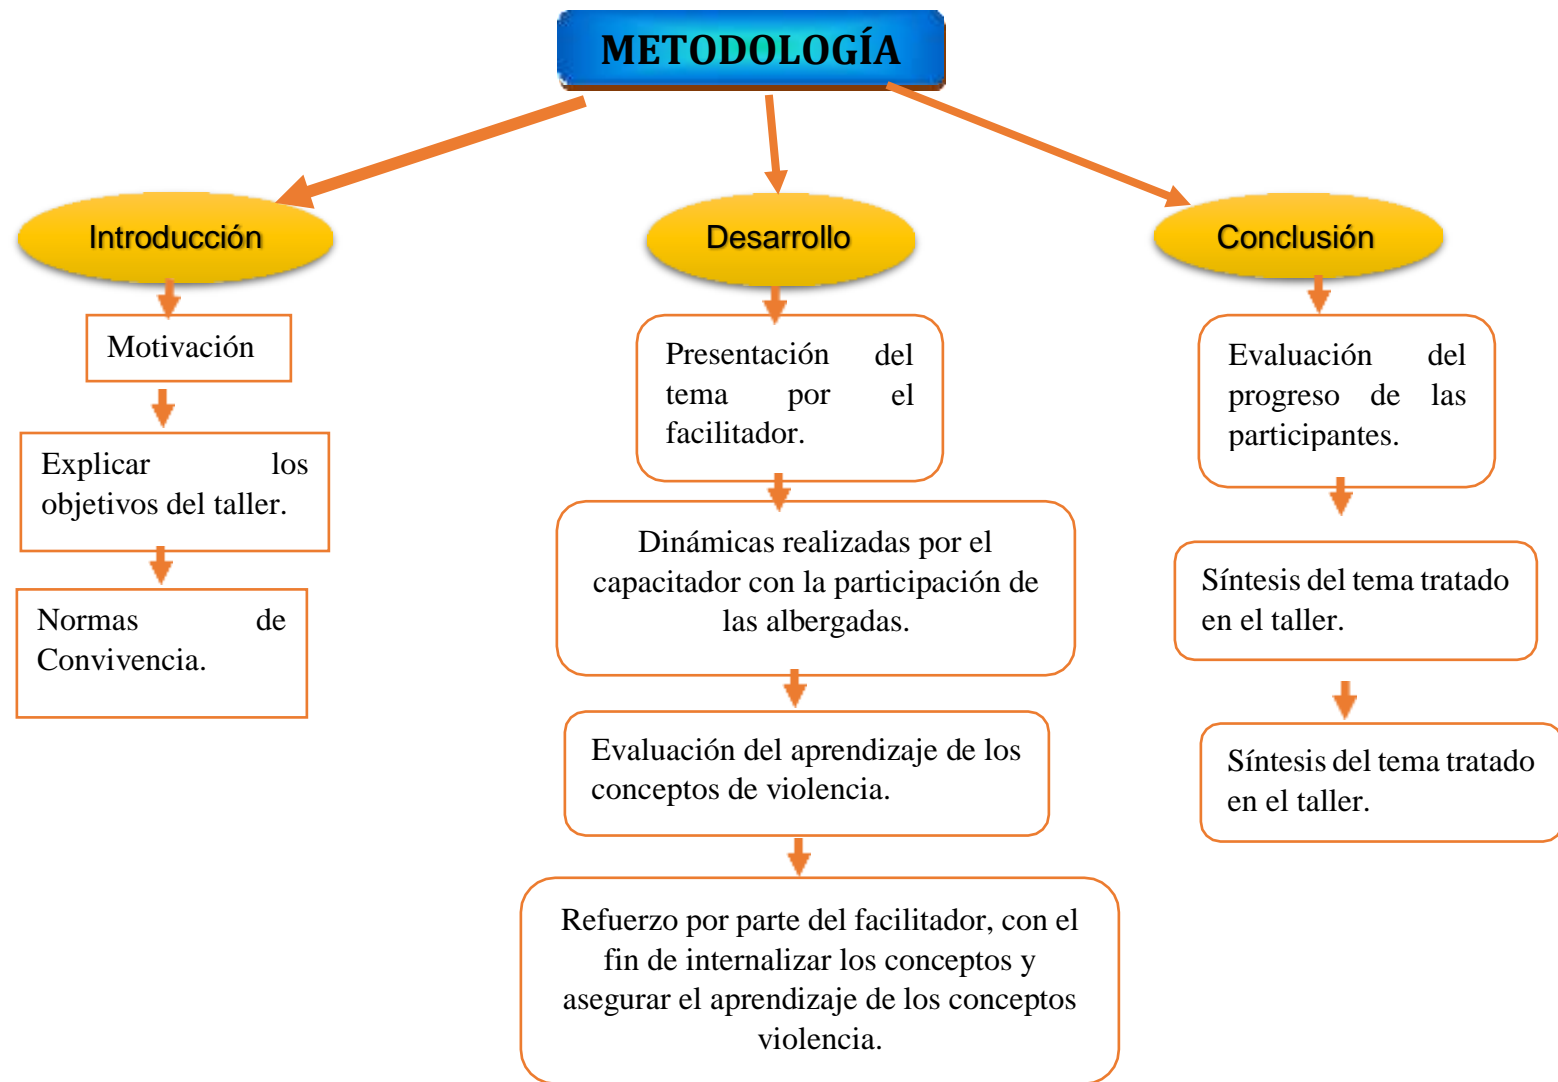 METODOLOGÍA
Introducción
Motivación
Explicar los
objetivos del taller.
Normas de
Convivencia.
Desarrollo
Presentación del
tema por el
facilitador.
Dinámicas realizadas por el
capacitador con la participación de
las albergadas.
Evaluación del aprendizaje de los
conceptos de violencia.
Refuerzo por parte del facilitador, con el
fin de internalizar los conceptos y
asegurar el aprendizaje de los conceptos
violencia.
Conclusión
Evaluación del
progreso de las
participantes.
Síntesis del tema tratado
en el taller.
Síntesis del tema tratado
en el taller.